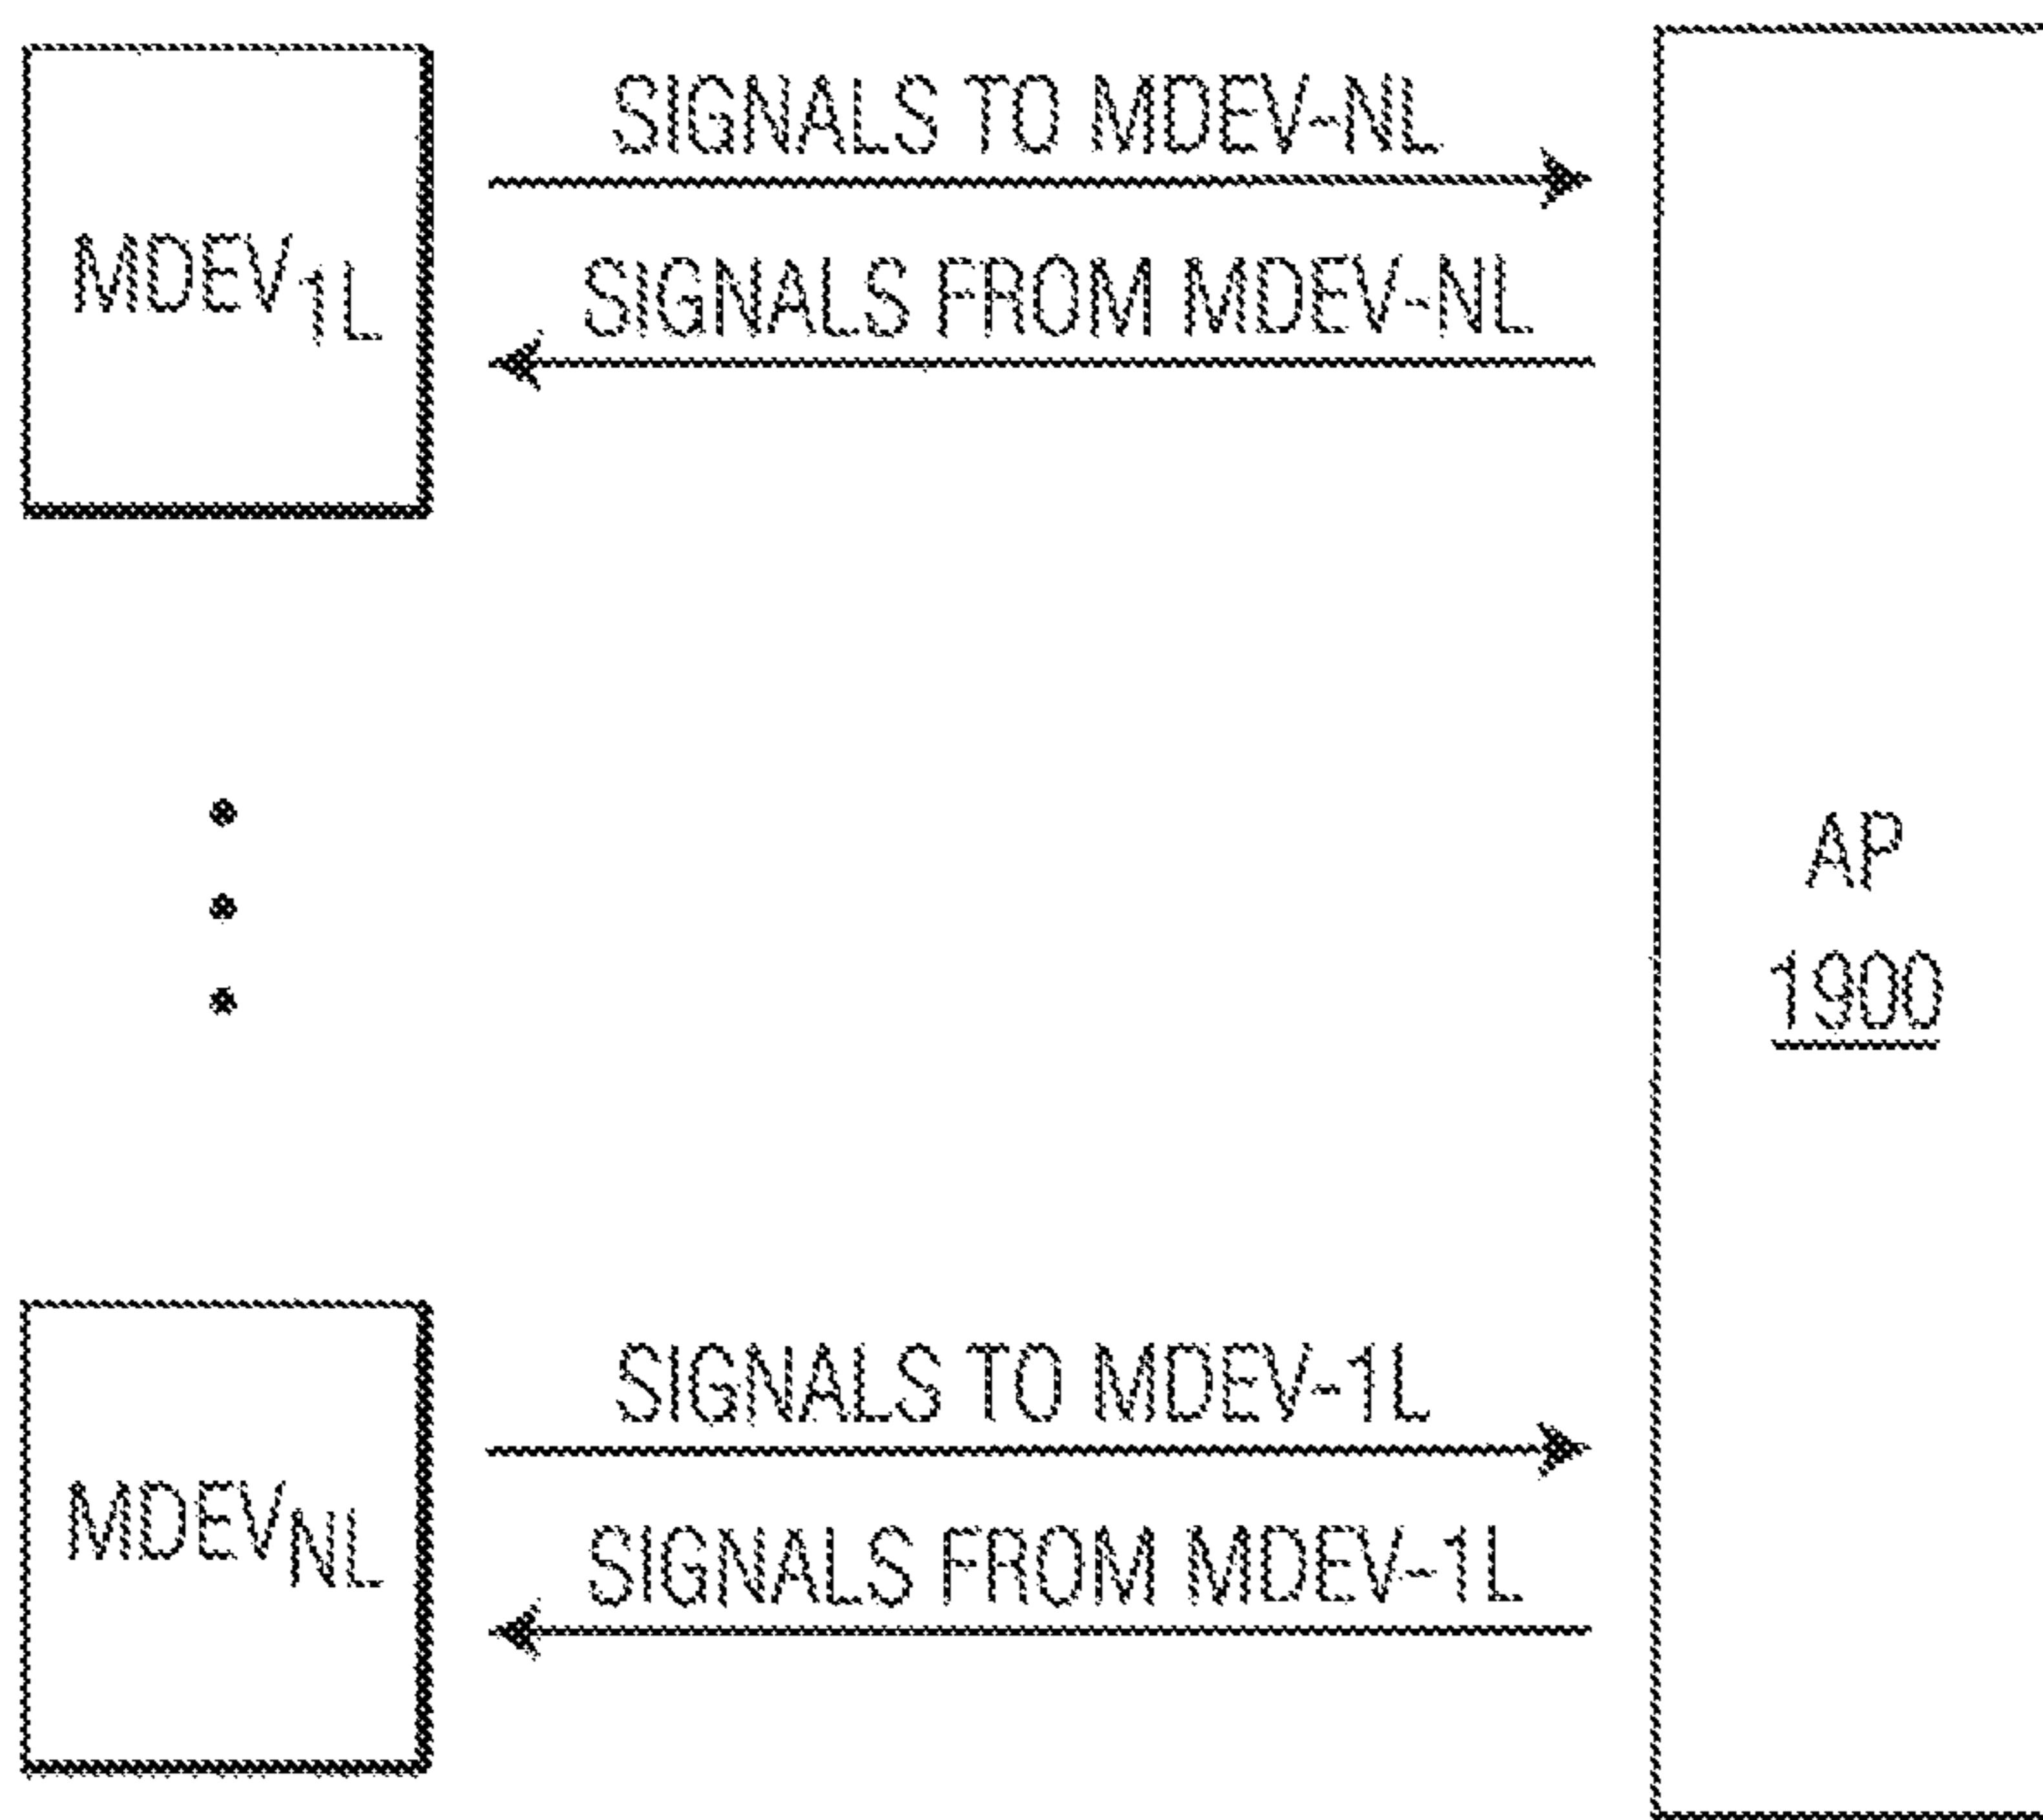 SIGNALS TO MDEV-NL
MDEV1L
SIGNALS FROM MDEV-NL
AP
1900
SIGNALS TO MDEV-1L
MDEVNL
SIGNALS FROM MDEV-1L